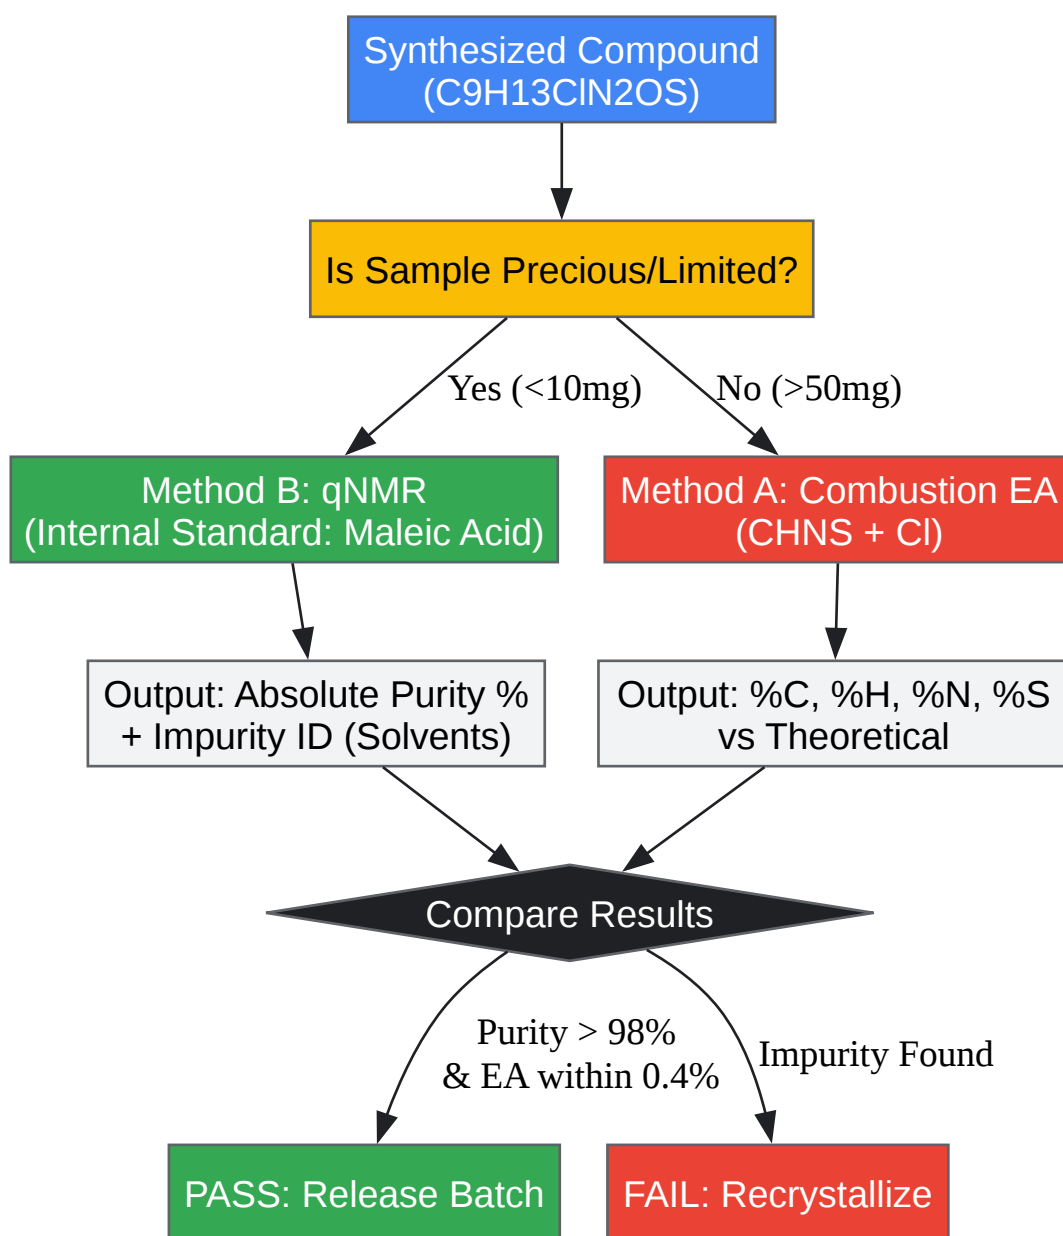 Synthesized Compound
(C9H13ClN2OS)
Is Sample Precious/Limited?
Yes (<10mg)
No (>50mg)
Method B: qNMR
(Internal Standard: Maleic Acid)
Method A: Combustion EA
(CHNS + Cl)
Output: Absolute Purity %
+ Impurity ID (Solvents)
Output: %C, %H, %N, %S
vs Theoretical
Compare Results
Purity > 98%
& EA within 0.4%
Impurity Found
PASS: Release Batch
FAIL: Recrystallize